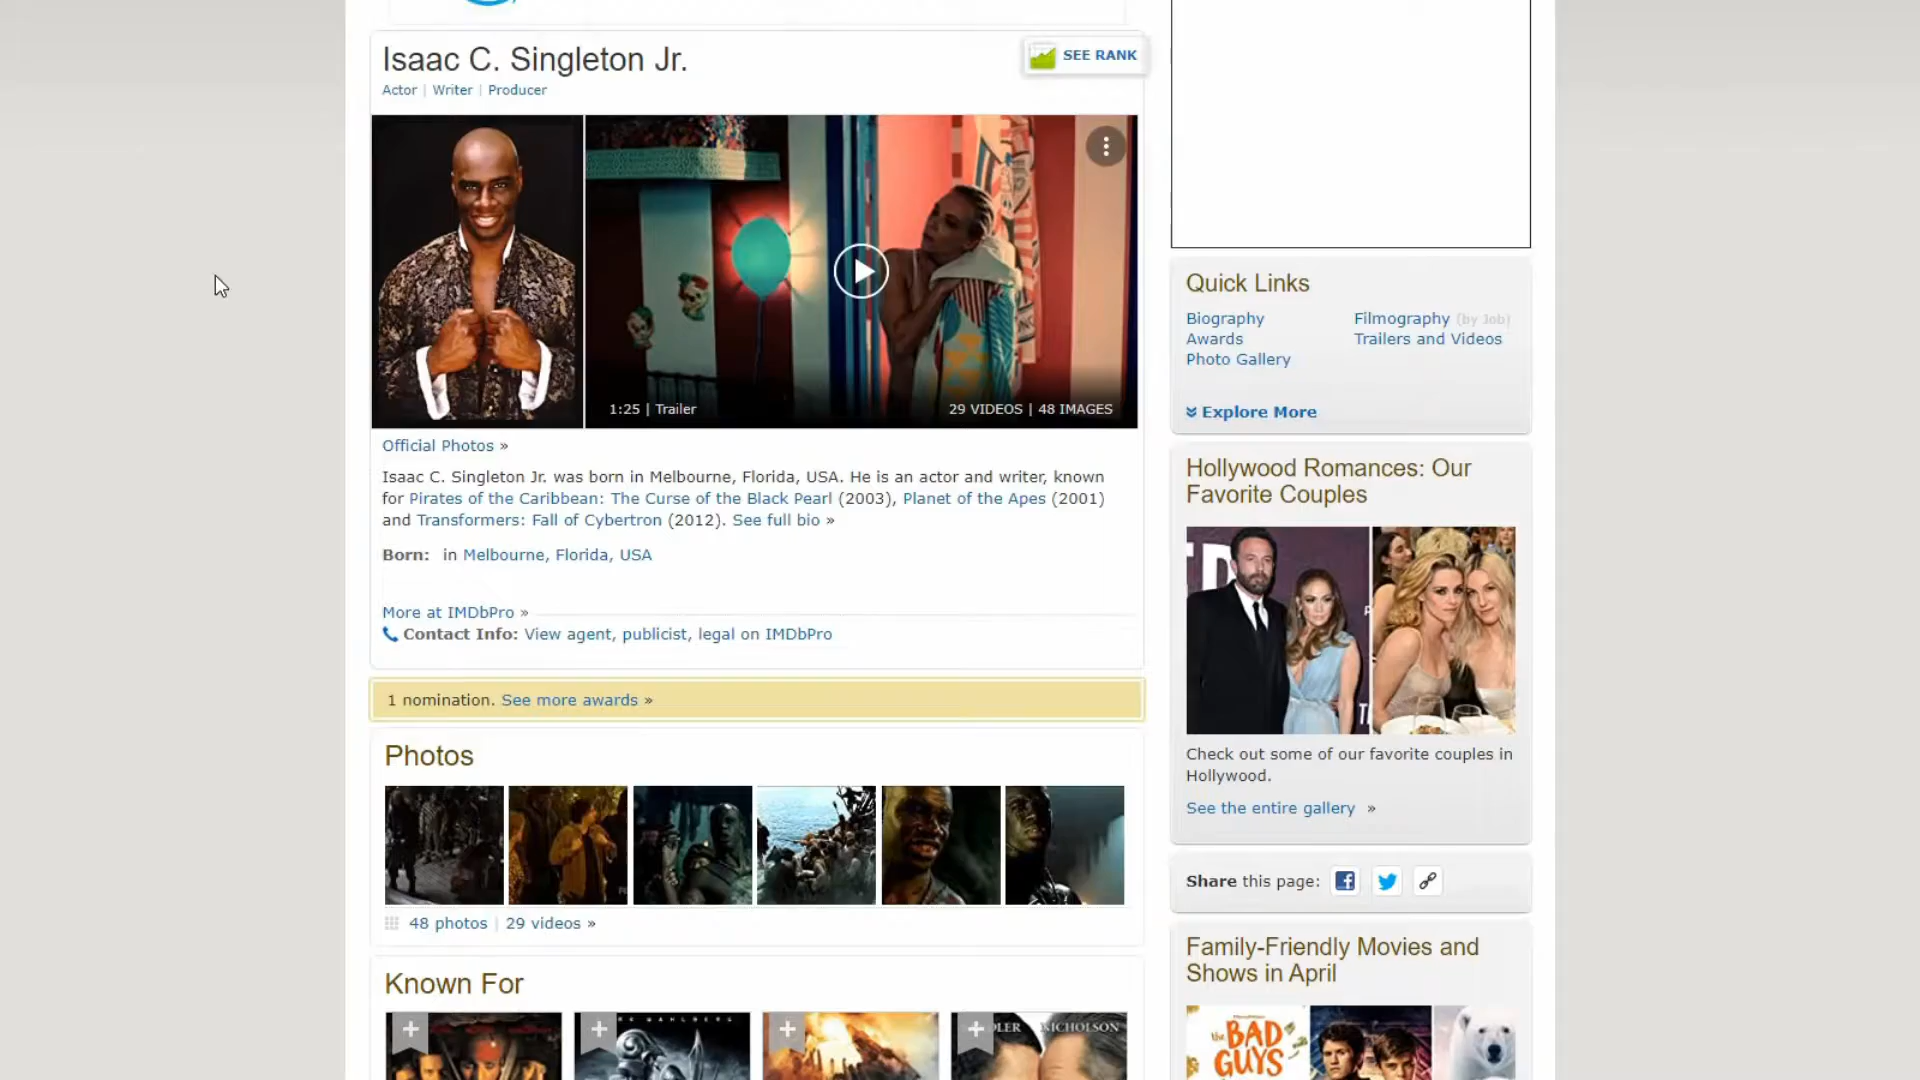 Isaac C. Singleton Jr.
SEE RANK
Actor | Writer | Producer
1:25 | Trailer
29 VIDEOS | 48 IMAGES
Official Photos »
Isaac C. Singleton Jr. was born in Melbourne, Florida, USA. He is an actor and writer, known
for Pirates of the Caribbean: The Curse of the Black Pearl (2003), Planet of the Apes (2001)
and Transformers: Fall of Cybertron (2012). See full bio »
Born: in Melbourne, Florida, USA
More at IMDbPro »
Contact Info: View agent, publicist, legal on IMDbPro
1 nomination. See more awards »
Photos
48 photos | 29 videos »
Known For
NICHOLSON
Quick Links
Biography
Filmography (by Job)
Awards
Trailers and Videos
Photo Gallery
Explore More
Hollywood Romances: Our
Favorite Couples
Check out some of our favorite couples in
Hollywood.
See the entire gallery »
Share this page:
Family-Friendly Movies and
Shows in April
the
BAD
GUYS